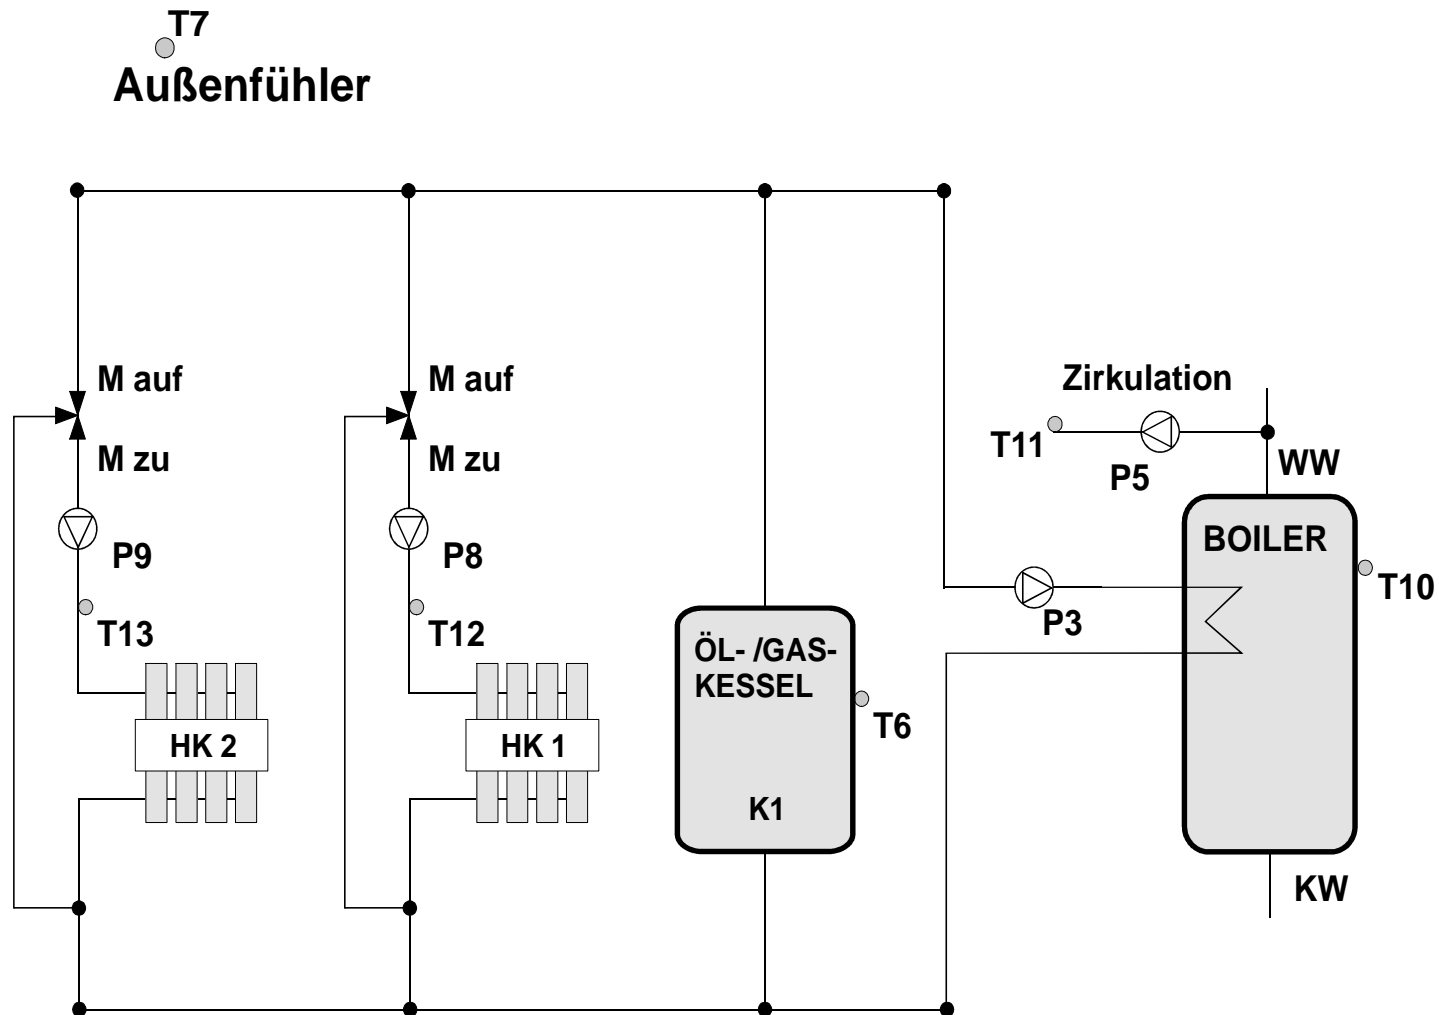 T7
Außenfühler
M auf
M auf
Zirkulation
T11
M zu
M zu
P5
WW
P9
P8
BOILER
T10
P3
T13
T12
ÖL- /GAS-
KESSEL
T6
HK 2
HK 1
K1
KW